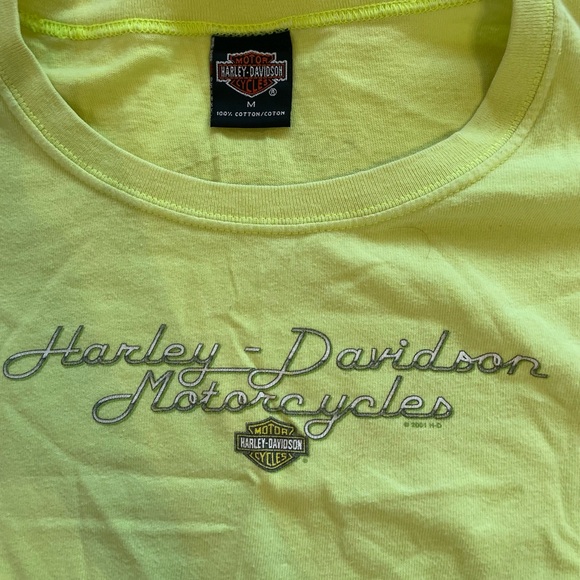 MOTOR
HARLEY-DAVIDSON
CYCLES
®
M
100% COTTON/COTON
Harley-Davidson
Motorcycles
© 2001 H-D
MOTOR
HARLEY-DAVIDSON
CYCLES
®